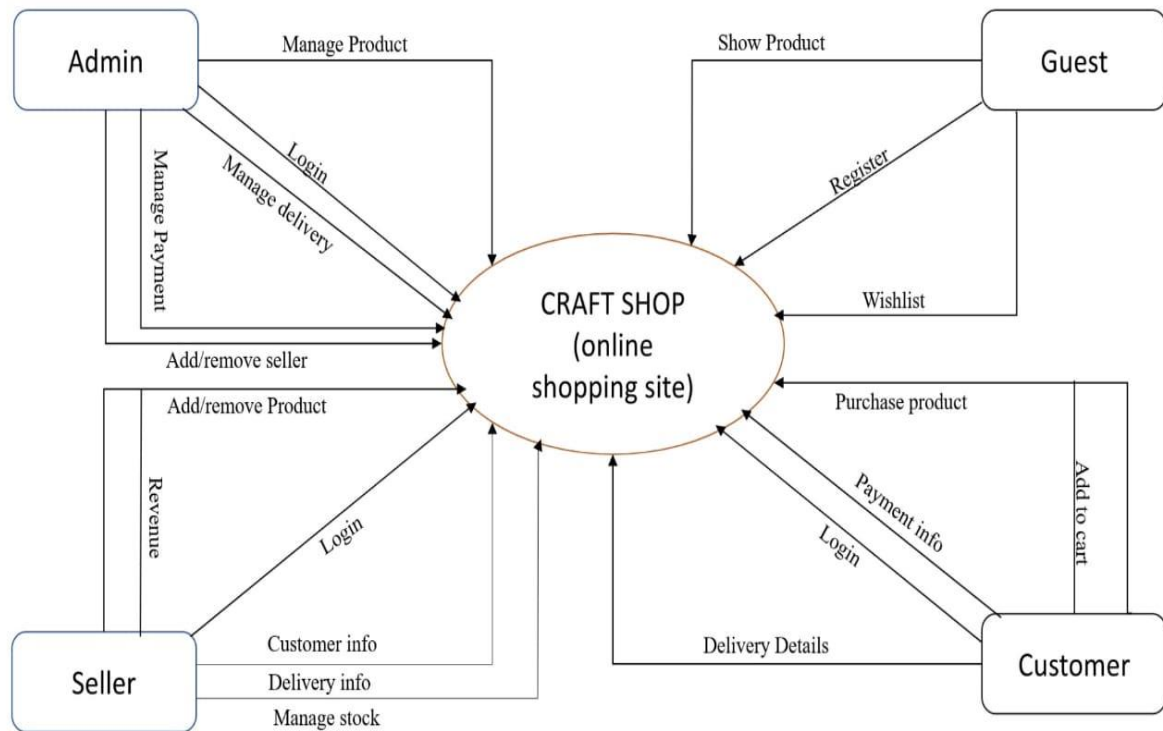 Admin
Manage Product
Login
Manage delivery
Manage Payment
Add/remove seller
Show Product
Guest
Register
Wishlist
CRAFT SHOP
(online
shopping site)
Add/remove Product
Revenue
Login
Seller
Customer info
Delivery info
Manage stock
Purchase product
Add to cart
Payment info
Login
Delivery Details
Customer